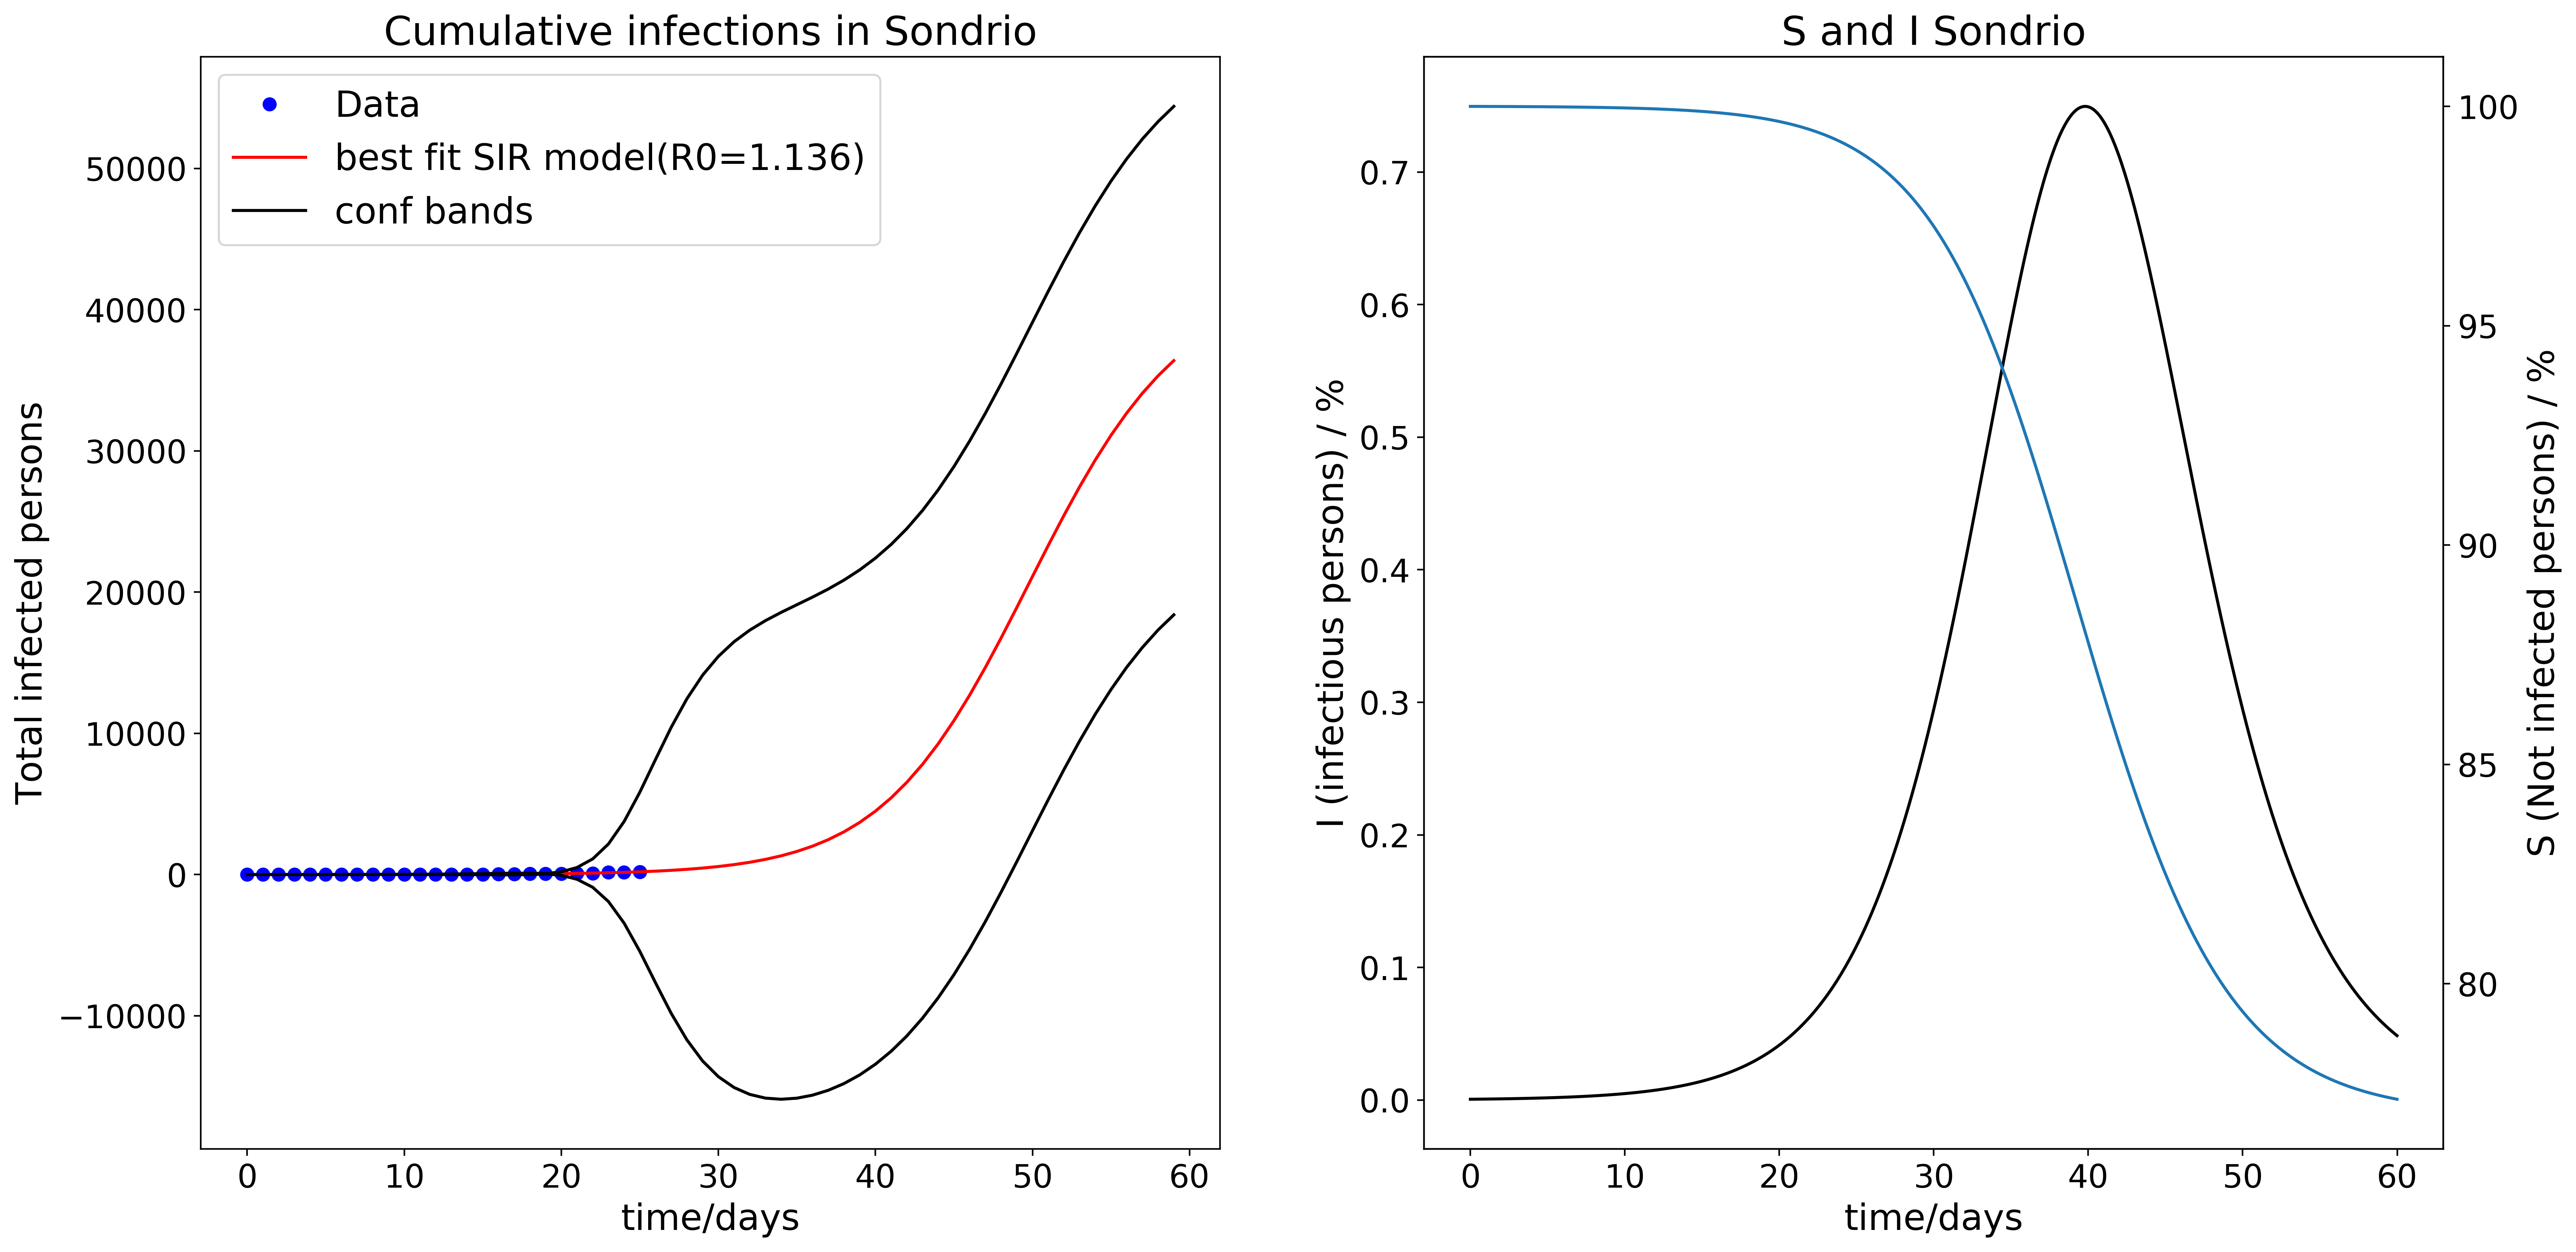 Cumulative infections in Sondrio
Data
best fit SIR model(R0=1.136)
conf bands
Total infected persons
50000
40000
30000
20000
10000
0
−10000
0 10 20 30 40 50 60
time/days
S and I Sondrio
I (infectious persons) / %
0.7
0.6
0.5
0.4
0.3
0.2
0.1
0.0
100
95
90
85
80
S (Not infected persons) / %
0 10 20 30 40 50 60
time/days